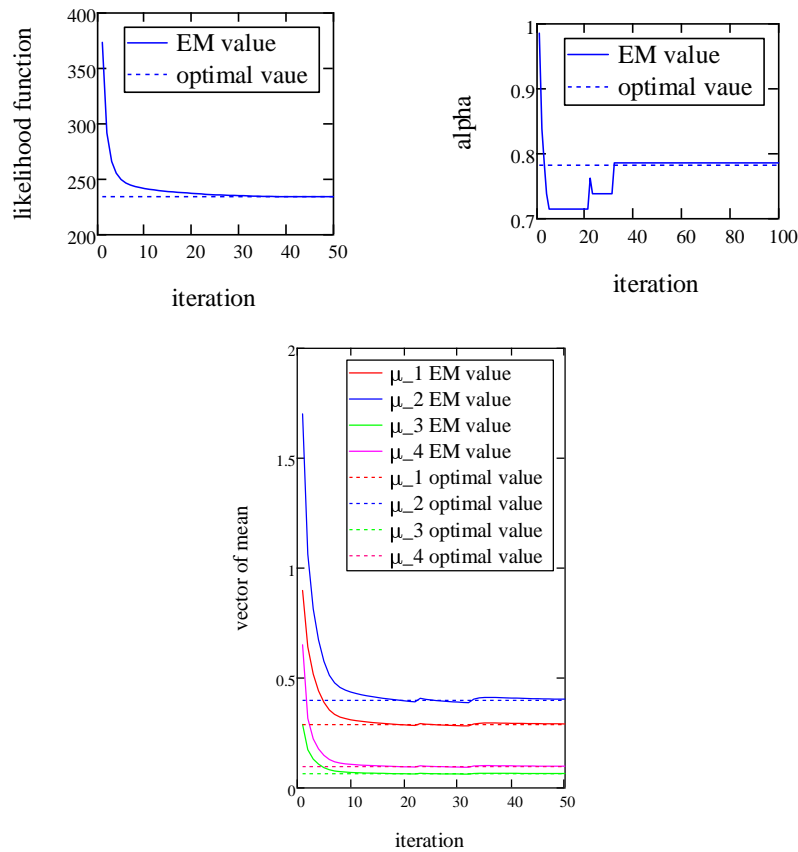 400
350
300
250
200
0
10
20
30
40
50
likelihood function
iteration
EM value
optimal vaue
1
0.9
0.8
0.7
0
20
40
60
80
100
alpha
iteration
EM value
optimal vaue
2
1.5
1
0.5
0
0
10
20
30
40
50
vector of mean
iteration
μ_1 EM value
μ_2 EM value
μ_3 EM value
μ_4 EM value
μ_1 optimal value
μ_2 optimal value
μ_3 optimal value
μ_4 optimal value